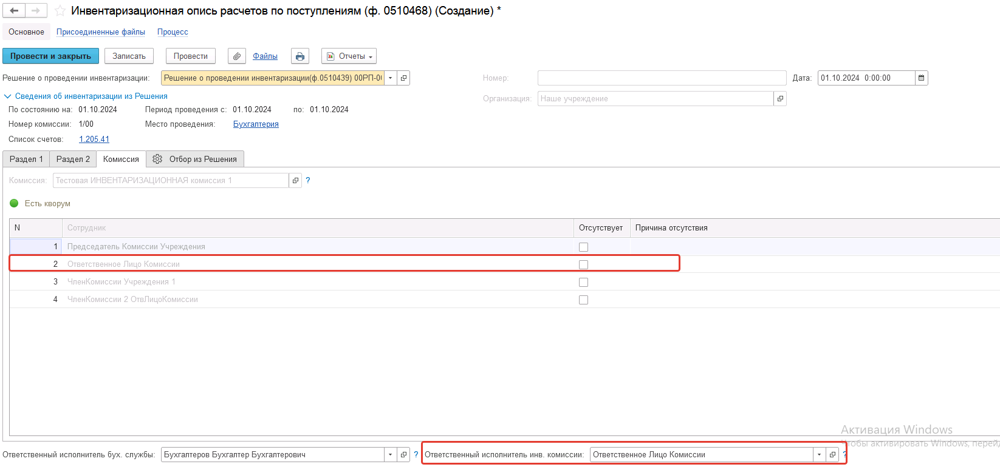 Инвентаризационная опись расчетов по поступлениям (ф. 0510468) (Создание) *
Основное Присоединенные файлы Процесс
Провести и закрыть Записать Провести Файлы Отчеты
Решение о проведении инвентаризации: Решение о проведении инвентаризации(ф.0510439) 00РП-0 Номер: Дата: 01.10.2024 0:00:00
Сведения об инвентаризации из Решения Организация: Наше учреждение
По состоянию на: 01.10.2024 Период проведения с: 01.10.2024 по: 01.10.2024
Номер комиссии: 1/00 Место проведения: Бухгалтерия
Список счетов: 1.205.41
Раздел 1 Раздел 2 Комиссия Отбор из Решения
Комиссия: Тестовая ИНВЕНТАРИЗАЦИОННАЯ комиссия 1 ?
Есть кворум
N Сотрудник Отсутствует Причина отсутствия
1 Председатель Комиссии Учреждения
2 Ответственное Лицо Комиссии
3 ЧленКомиссии Учреждения 1
4 ЧленКомиссии 2 ОтвЛицоКомиссии
Активация Windows
Чтобы активировать Windows, перей
Ответственный исполнитель бух. службы: Бухгалтеров Бухгалтер Бухгалтерович ? Ответственный исполнитель инв. комиссии: Ответственное Лицо Комиссии ?